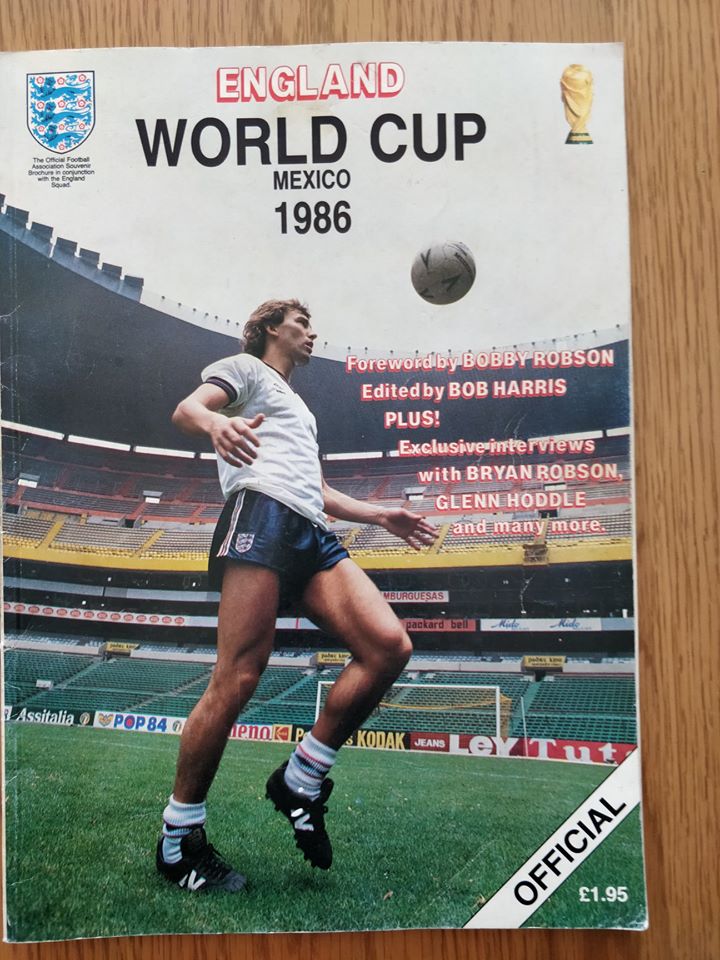 ENGLAND
WORLD CUP
MEXICO
1986
The Official Football
Association Souvenir
Brochure in conjunction
with the England
Squad.
Foreword by BOBBY ROBSON
Edited by BOB HARRIS
PLUS!
Exclusive interviews
with BRYAN ROBSON,
GLENN HODDLE
and many more.
packard bell
Assitalia
POP84
KODAK
JEANS
OFFICIAL
£1.95